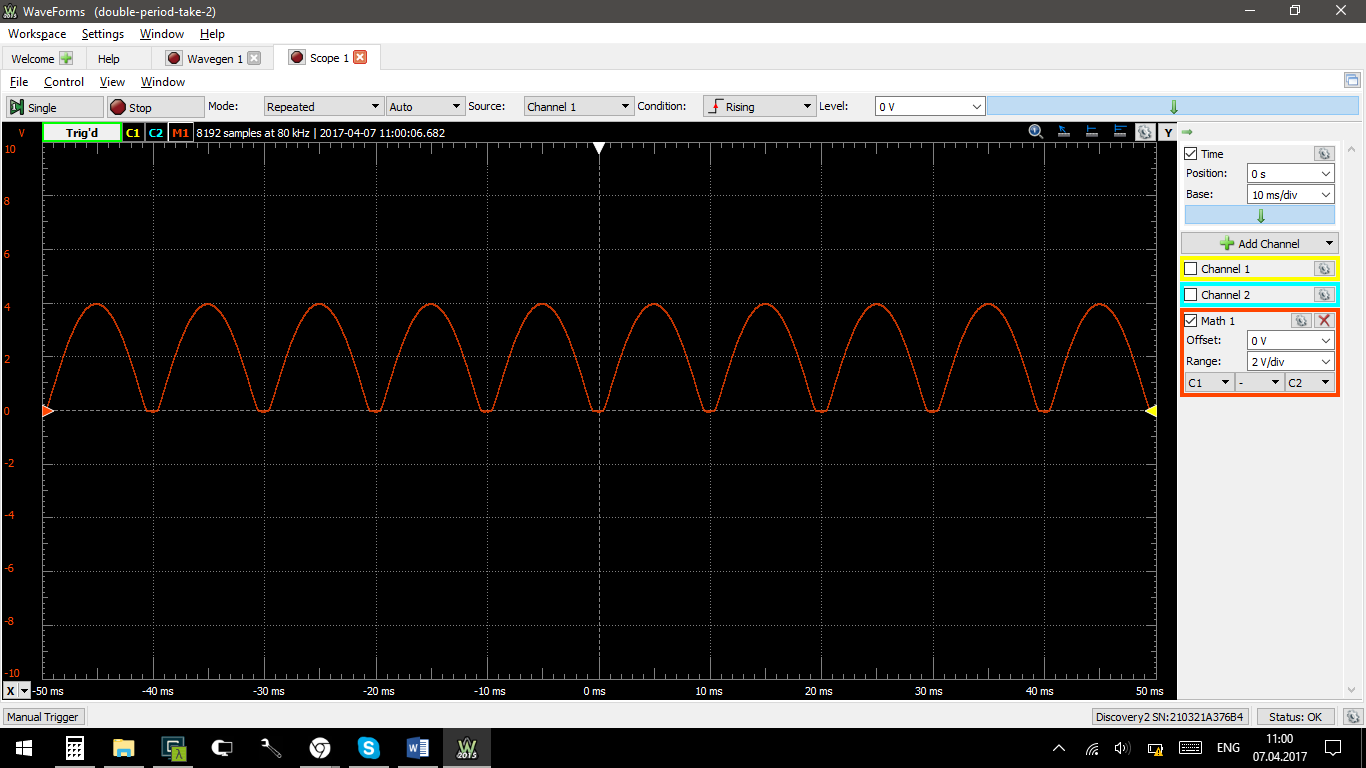 WaveForms (double-period-take-2)
Workspace Settings Window Help
Welcome Help Wavegen 1 Scope 1
File Control View Window
Single Stop Mode: Repeated Auto Source: Channel 1 Condition: Rising Level: 0 V
V Trig'd C1 C2 M1 8192 samples at 80 kHz | 2017-04-07 11:00:06.682 Y
10
8
6
4
2
0
-2
-4
-6
-8
-10
X -50 ms -40 ms -30 ms -20 ms -10 ms 0 ms 10 ms 20 ms 30 ms 40 ms 50 ms
Time
Position: 0 s
Base: 10 ms/div
Add Channel
Channel 1
Channel 2
Math 1
Offset: 0 V
Range: 2 V/div
C1 - C2
Manual Trigger Discovery2 SN:210321A376B4 Status: OK
W 2015 ENG 11:00
07.04.2017